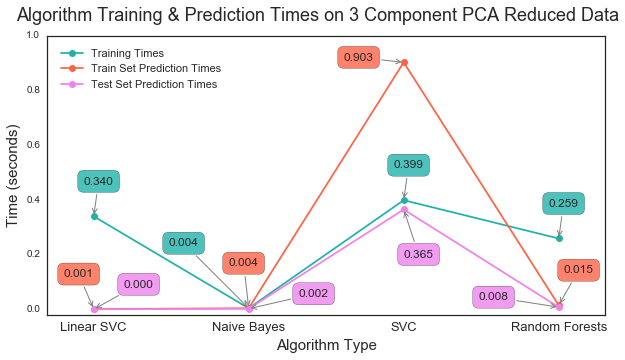 Algorithm Training & Prediction Times on 3 Component PCA Reduced Data
1.0
Training Times
Train Set Prediction Times
Test Set Prediction Times
0.903
0.8
0.6
0.399
0.340
0.4
0.259
0.004
0.365
0.2
0.004
0.001
0.015
0.000
0.002
0.008
0.0
Time (seconds)
Linear SVC
Naive Bayes
SVC
Random Forests
Algorithm Type